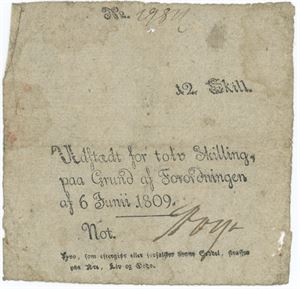 No.
12 Skill.
Udstædt for tolv Skilling,
paa Grund af Forordningen
af 6 Junii 1809.
Not.
Hvo, som eftergiør eller forfalsker denne Seddel, straffes
paa Ære, Liv og Gods.